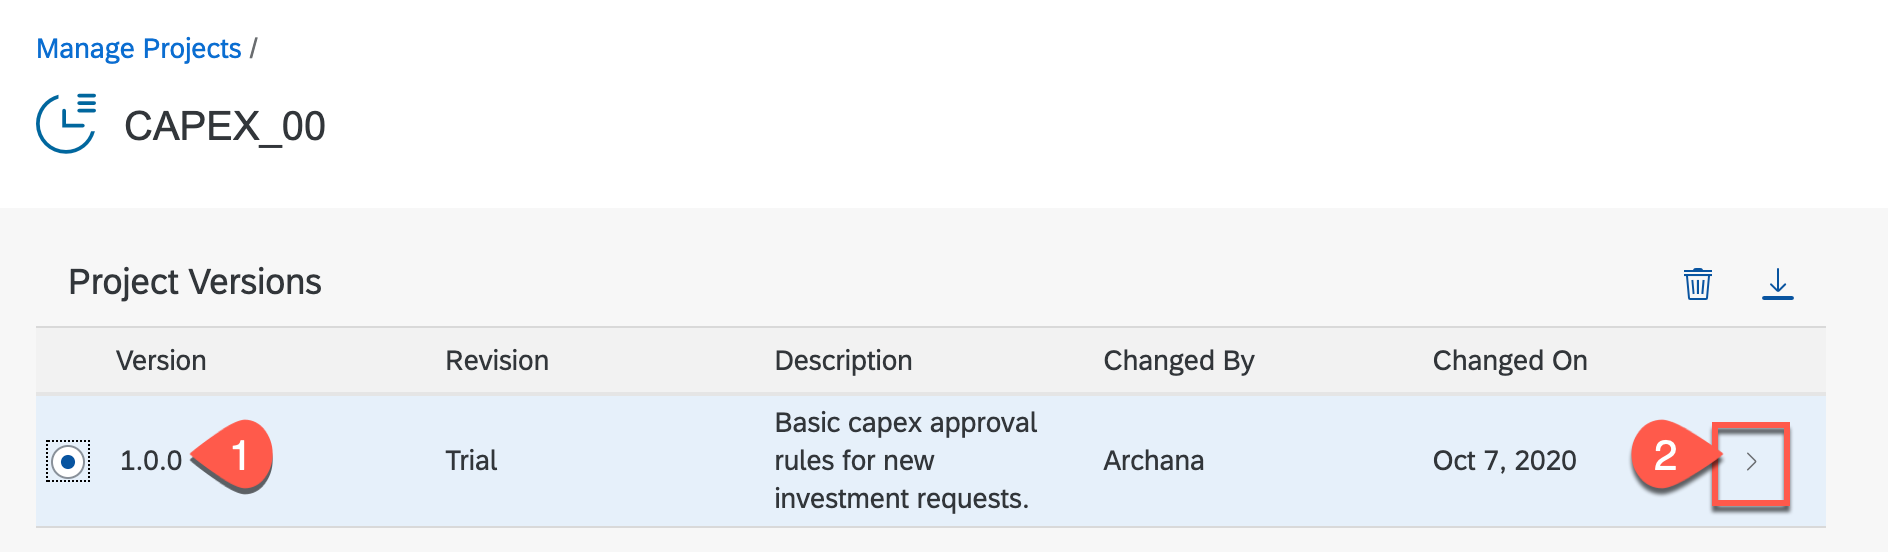 Manage Projects /
CAPEX_00
Project Versions
Version Revision Description Changed By Changed On
1.0.0 1 Trial Basic capex approval rules for new investment requests. Archana Oct 7, 2020 2